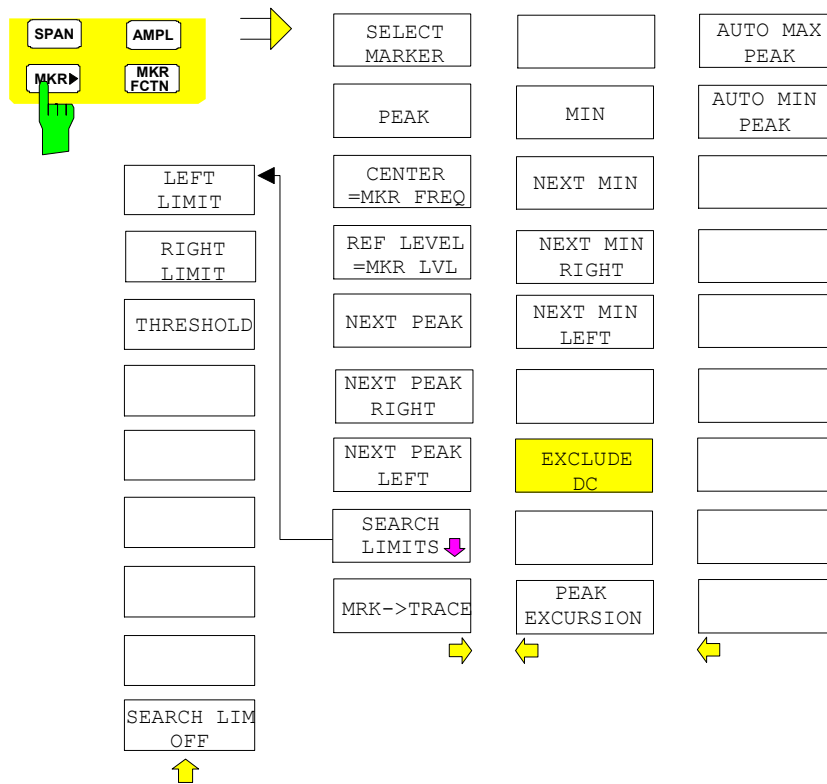 SPAN
AMPL
MKR
MKR
FCTN
SELECT
MARKER
PEAK
CENTER
=MKR FREQ
REF LEVEL
=MKR LVL
NEXT PEAK
NEXT PEAK
RIGHT
NEXT PEAK
LEFT
SEARCH
LIMITS
MRK->TRACE
MIN
NEXT MIN
NEXT MIN
RIGHT
NEXT MIN
LEFT
EXCLUDE
DC
PEAK
EXCURSION
AUTO MAX
PEAK
AUTO MIN
PEAK
LEFT
LIMIT
RIGHT
LIMIT
THRESHOLD
SEARCH LIM
OFF